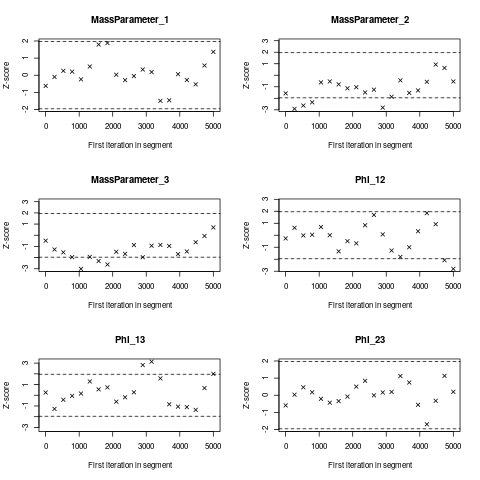 MassParameter_1
MassParameter_2
Z-score
-2 -1 0 1 2
Z-score
-3 -1 1 2 3
0 1000 2000 3000 4000 5000
0 1000 2000 3000 4000 5000
First iteration in segment
First iteration in segment
MassParameter_3
Phi_12
Z-score
-3 -1 1 2 3
Z-score
-3 -1 1 2 3
0 1000 2000 3000 4000 5000
0 1000 2000 3000 4000 5000
First iteration in segment
First iteration in segment
Phi_13
Phi_23
Z-score
-3 -1 1 3
Z-score
-2 -1 0 1 2
0 1000 2000 3000 4000 5000
0 1000 2000 3000 4000 5000
First iteration in segment
First iteration in segment